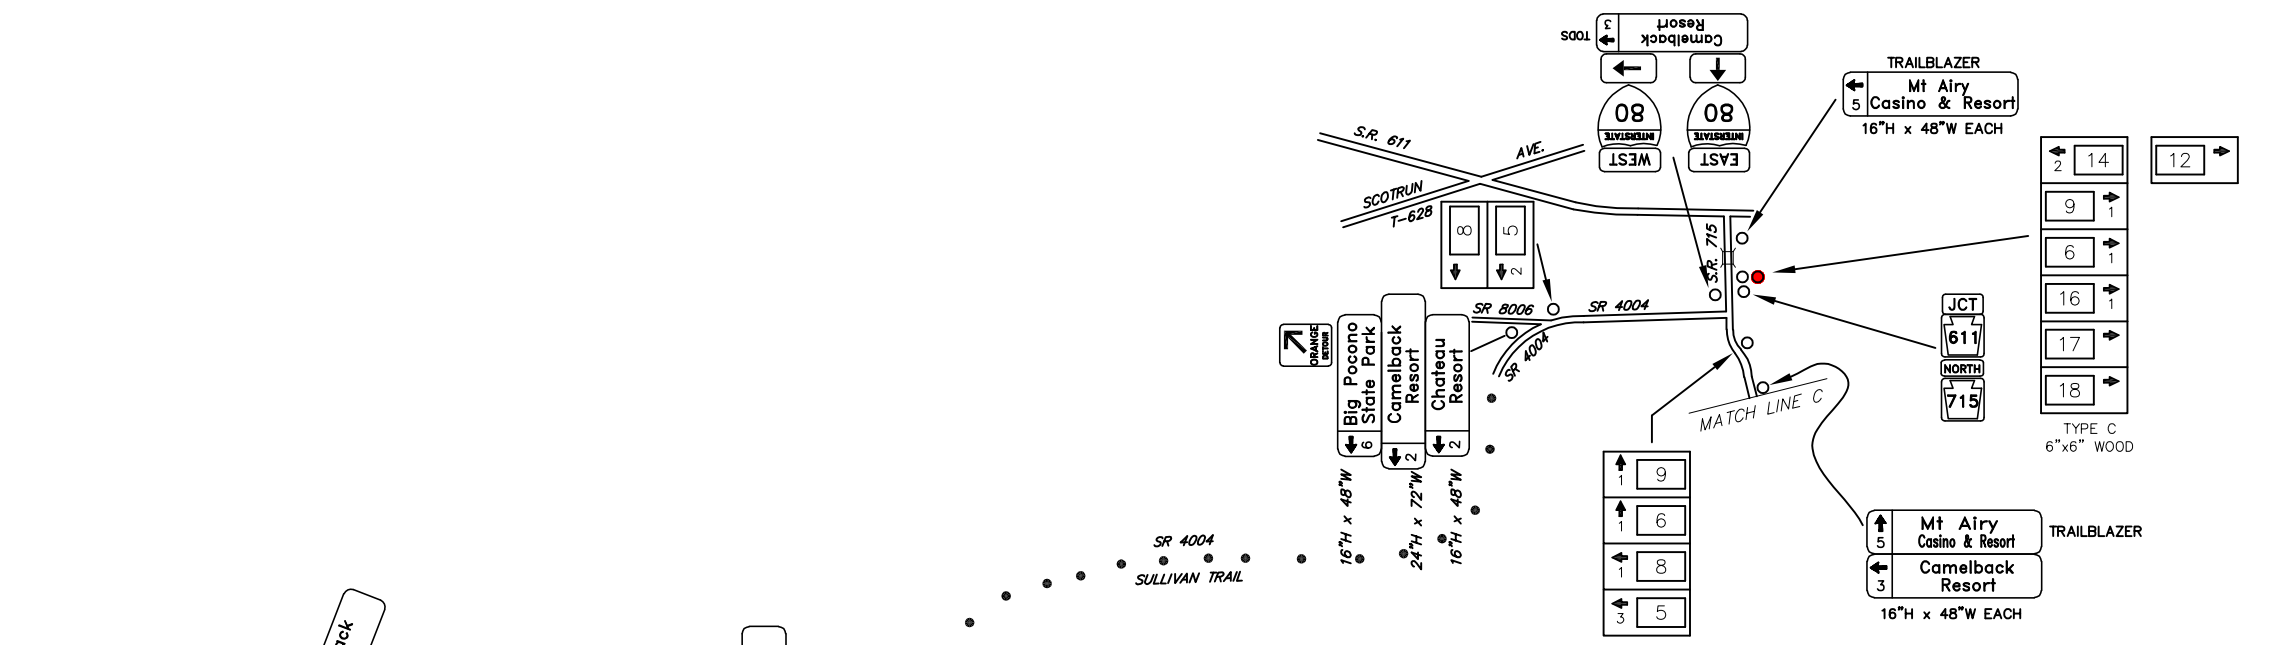 TODS
3
Camelback
Resort
80
INTERSTATE
WEST
80
INTERSTATE
EAST
TRAILBLAZER
5
Mt Airy
Casino & Resort
16"H x 48"W EACH
S.R. 611
AVE.
SCOTRUN
T-628
8
5
2
S.R. 715
14
2
12
9
1
6
1
16
1
17
18
TYPE C
6"x6" WOOD
SR 8006
SR 4004
SR 4004
ORANGE
DETOUR
Big Pocono
State Park
6
Camelback
Resort
2
Chateau
Resort
2
16"H x 48"W
24"H x 72"W
16"H x 48"W
JCT
611
NORTH
715
MATCH LINE C
9
1
6
1
8
1
5
3
5
Mt Airy
Casino & Resort
TRAILBLAZER
3
Camelback
Resort
16"H x 48"W EACH
SR 4004
SULLIVAN TRAIL
ack